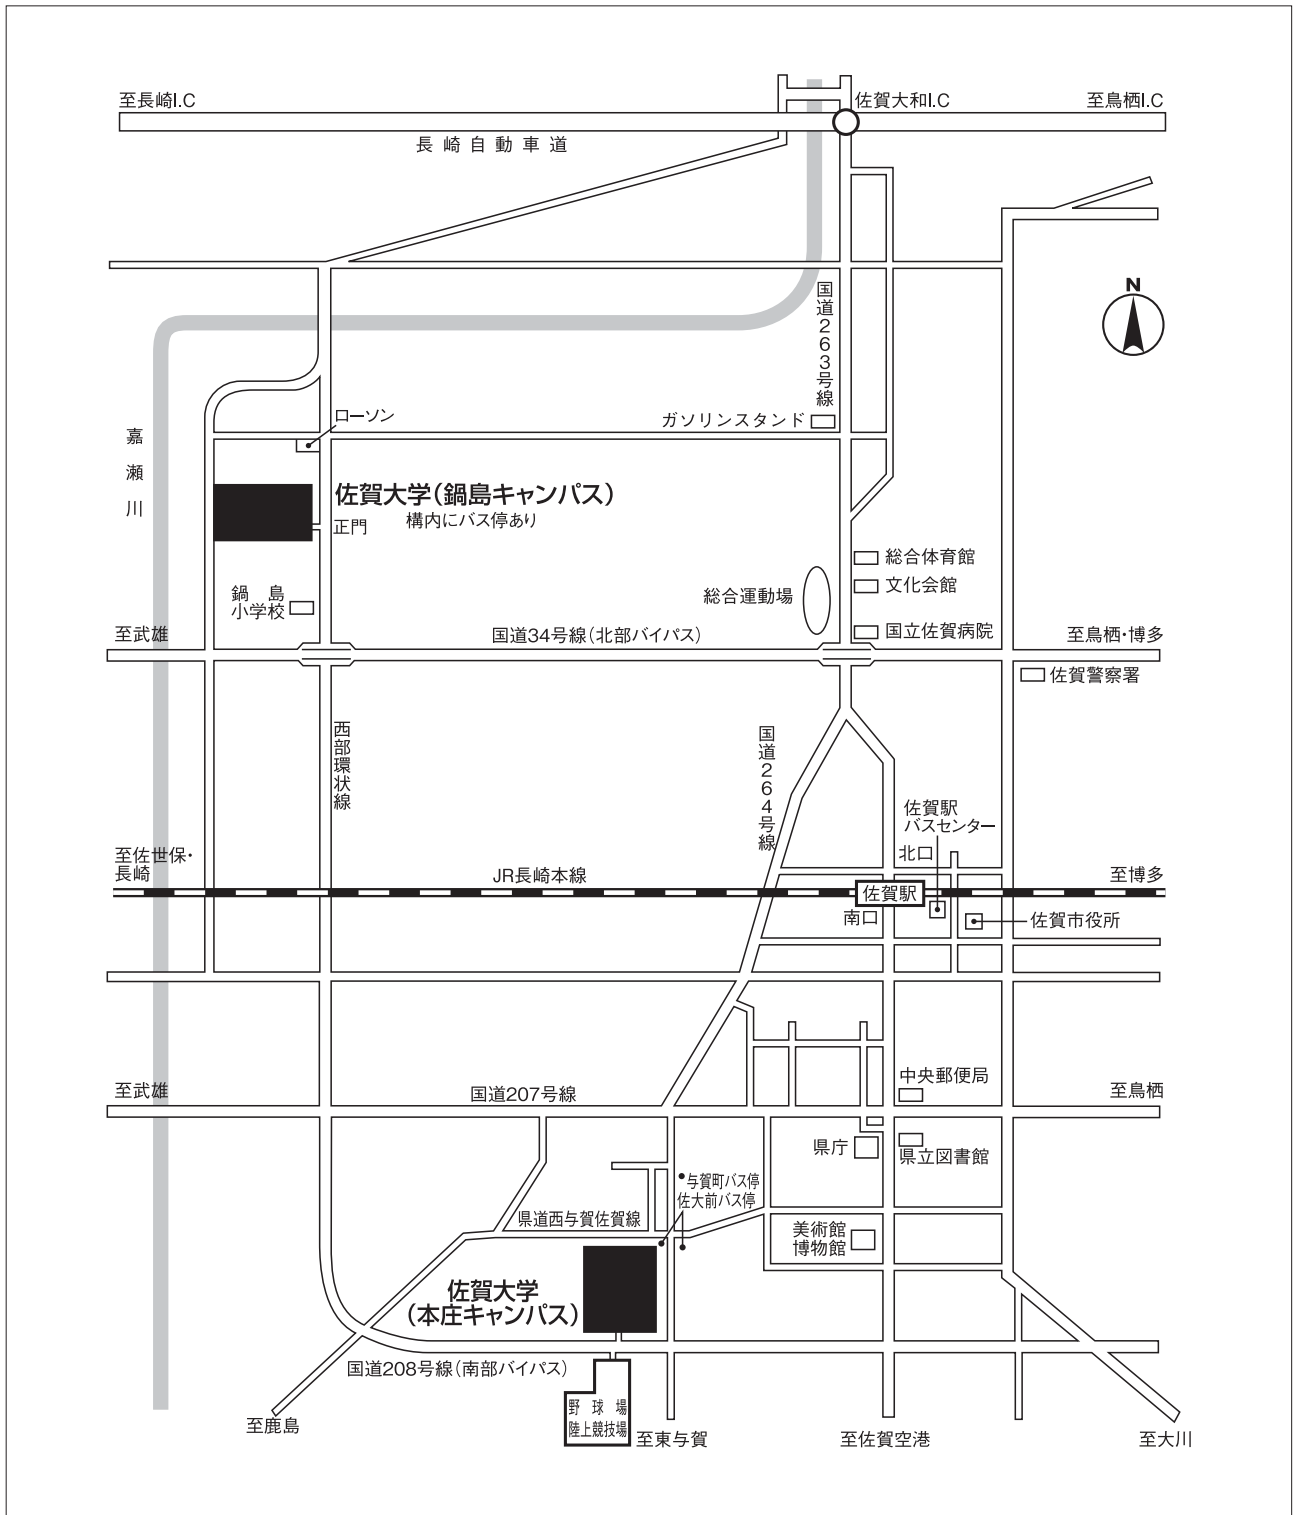 至長崎I.C
佐賀大和I.C
至鳥栖I.C
長崎自動車道
N
国道263号線
ローソン
ガソリンスタンド
嘉瀬川
佐賀大学(鍋島キャンパス)
構内にバス停あり
正門
総合体育館
文化会館
総合運動場
鍋島
小学校
国立佐賀病院
至武雄
国道34号線(北部バイパス)
至鳥栖・博多
佐賀警察署
西部環状線
国道264号線
佐賀駅
バスセンター
北口
至佐世保・
長崎
JR長崎本線
至博多
佐賀駅
南口
佐賀市役所
中央郵便局
至武雄
国道207号線
至鳥栖
県庁
県立図書館
与賀町バス停
佐大前バス停
県道西与賀佐賀線
美術館
博物館
佐賀大学
(本庄キャンパス)
国道208号線(南部バイパス)
野球場
陸上競技場
至鹿島
至東与賀
至佐賀空港
至大川